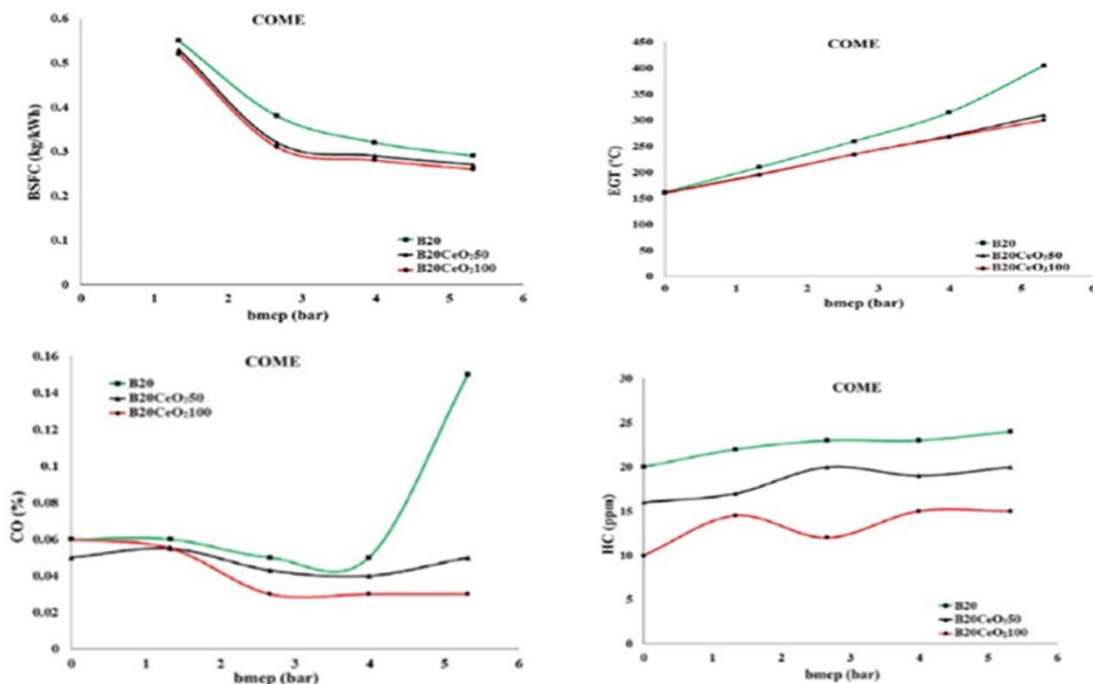 COME
BSFC (kg/kWh)
0.6
0.5
0.4
0.3
0.2
0.1
0
B20
B20CeO₂50
B20CeO₂100
0 1 2 3 4 5 6
bmep (bar)
COME
EGT (°C)
450
400
350
300
250
200
150
100
50
0
B20
B20CeO₂50
B20CeO₂100
0 1 2 3 4 5 6
bmep (bar)
COME
CO (%)
0.16
0.14
0.12
0.1
0.08
0.06
0.04
0.02
0
B20
B20CeO₂50
B20CeO₂100
0 1 2 3 4 5 6
bmep (bar)
COME
HC (ppm)
30
25
20
15
10
5
0
B20
B20CeO₂50
B20CeO₂100
0 1 2 3 4 5 6
bmep (bar)